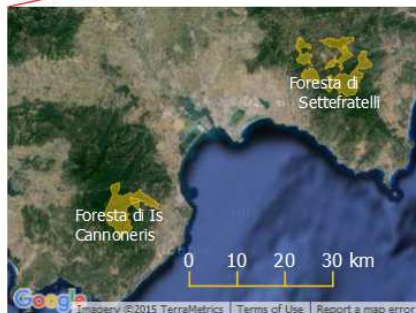 Foresta di
Settefratelli
Foresta di Is
Cannoneris
0 10 20 30 km
Google
Imagery ©2015 TerraMetrics Terms of Use Report a map error